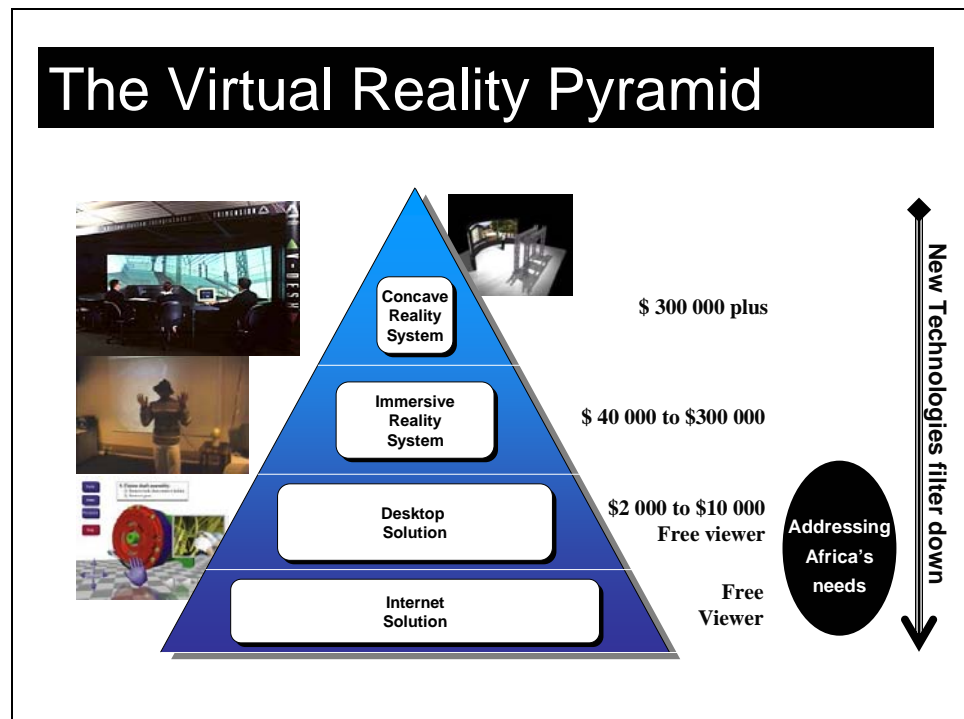 The Virtual Reality Pyramid
Concave
Reality
System
$ 300 000 plus
Immersive
Reality
System
$ 40 000 to $300 000
Desktop
Solution
$2 000 to $10 000
Free viewer
Internet
Solution
Free
Viewer
Addressing
Africa's
needs
New Technologies filter down